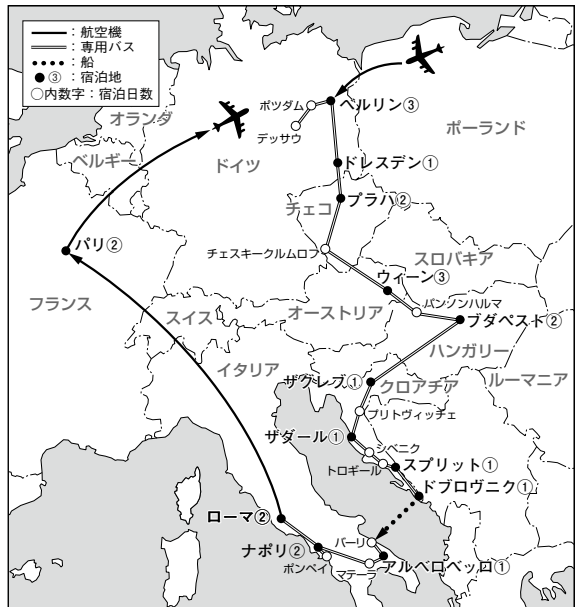 ：航空機
：専用バス
：船
●③：宿泊地
○内数字：宿泊日数
オランダ
ベルギー
ドイツ
ポツダム
デッサウ
ベルリン③
ポーランド
ドレスデン①
チェコ
プラハ②
パリ②
チェスキークルムロフ
スロバキア
ウィーン③
パンノンハルマ
フランス
スイス
オーストリア
ブダペスト②
ハンガリー
イタリア
ザグレブ①
クロアチア
ルーマニア
プリトヴィッチェ
ザダール①
シベニク
スプリット①
トロギール
ドブロヴニク①
ローマ②
バーリ
ナポリ②
アルベロベッロ①
ポンペイ
マテーラ